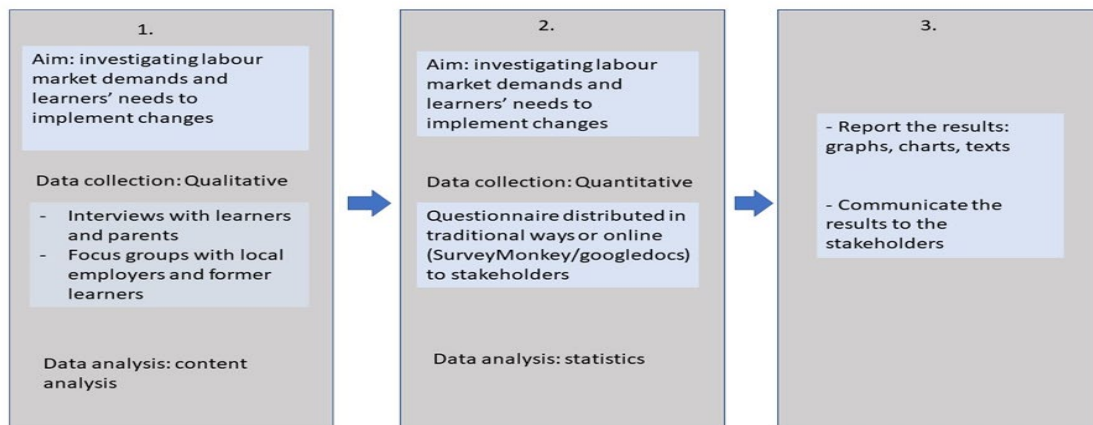 1.
Aim: investigating labour
market demands and
learners’ needs to
implement changes
Data collection: Qualitative
- Interviews with learners
and parents
- Focus groups with local
employers and former
learners
Data analysis: content
analysis
2.
Aim: investigating labour
market demands and
learners’ needs to
implement changes
Data collection: Quantitative
Questionnaire distributed in
traditional ways or online
(SurveyMonkey/googledocs)
to stakeholders
Data analysis: statistics
3.
- Report the results:
graphs, charts, texts
- Communicate the
results to the
stakeholders